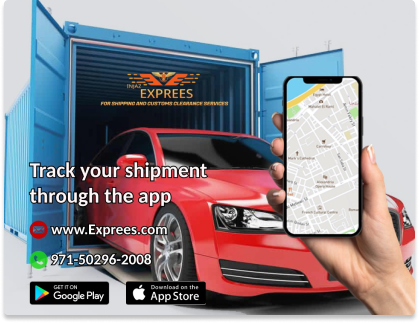 INJAZ
EXPREES
FOR SHIPPING AND CUSTOMS CLEARANCE SERVICES
Track your shipment
through the app
www.Exprees.com
971-50296-2008
GET IT ON
Google Play
Download on the
App Store